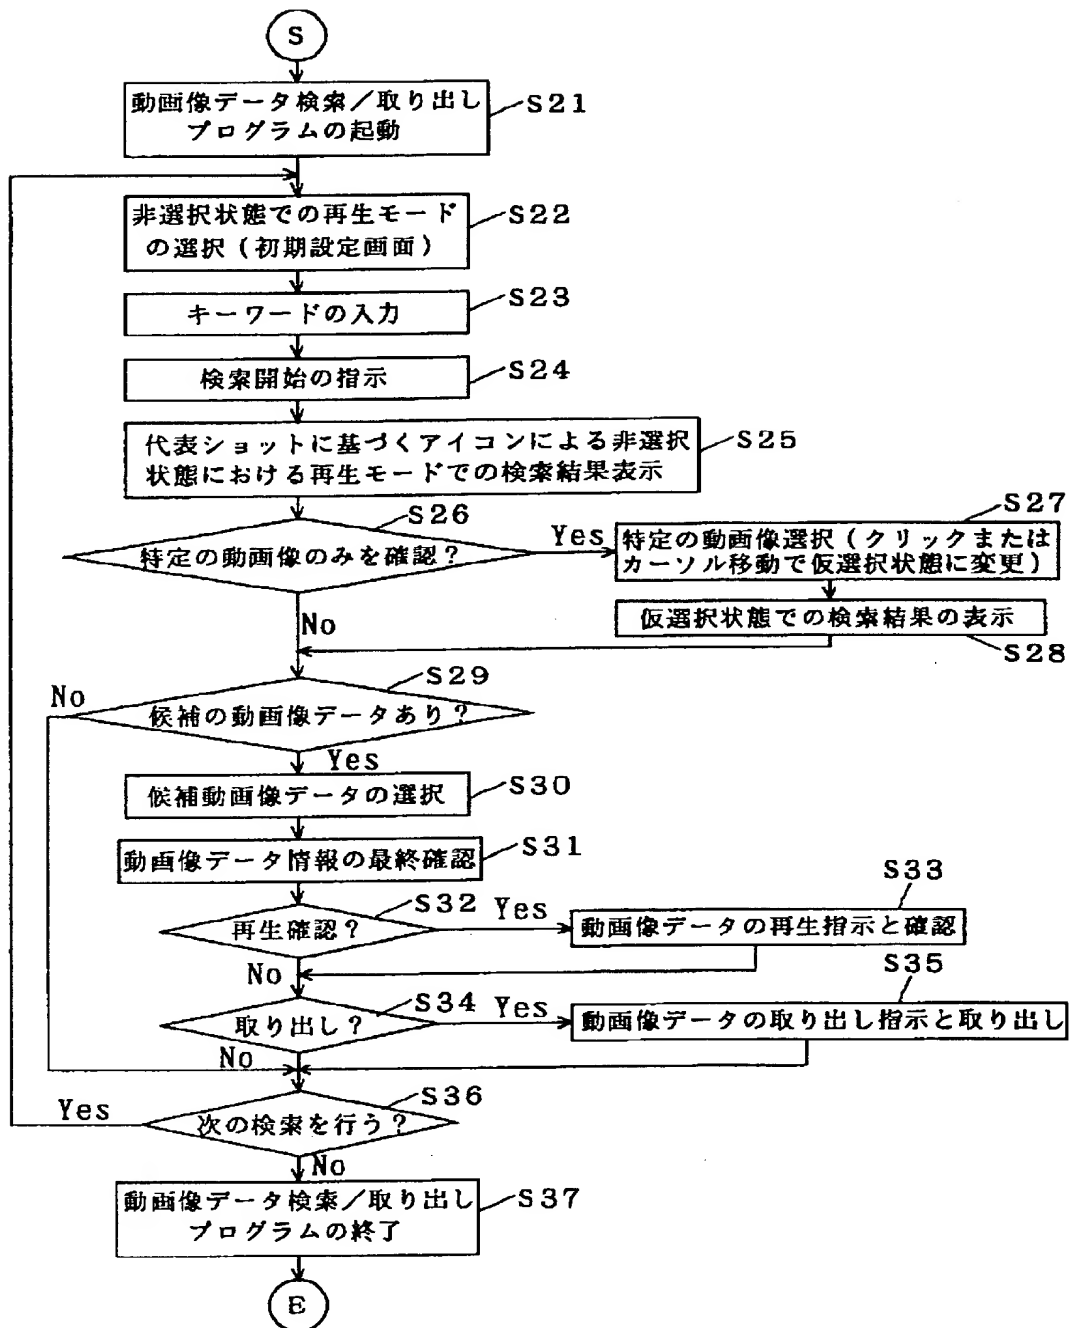 S
動画像データ検索／取り出し
プログラムの起動
S21
非選択状態での再生モード
の選択（初期設定画面）
S22
キーワードの入力
S23
検索開始の指示
S24
代表ショットに基づくアイコンによる非選択
状態における再生モードでの検索結果表示
S25
特定の動画像のみを確認？
S26
Yes
特定の動画像選択（クリックまたは
カーソル移動で仮選択状態に変更）
S27
仮選択状態での検索結果の表示
S28
No
候補の動画像データあり？
S29
No
Yes
候補動画像データの選択
S30
動画像データ情報の最終確認
S31
再生確認？
S32
Yes
動画像データの再生指示と確認
S33
No
取り出し？
S34
Yes
動画像データの取り出し指示と取り出し
S35
No
次の検索を行う？
S36
Yes
No
動画像データ検索／取り出し
プログラムの終了
S37
E